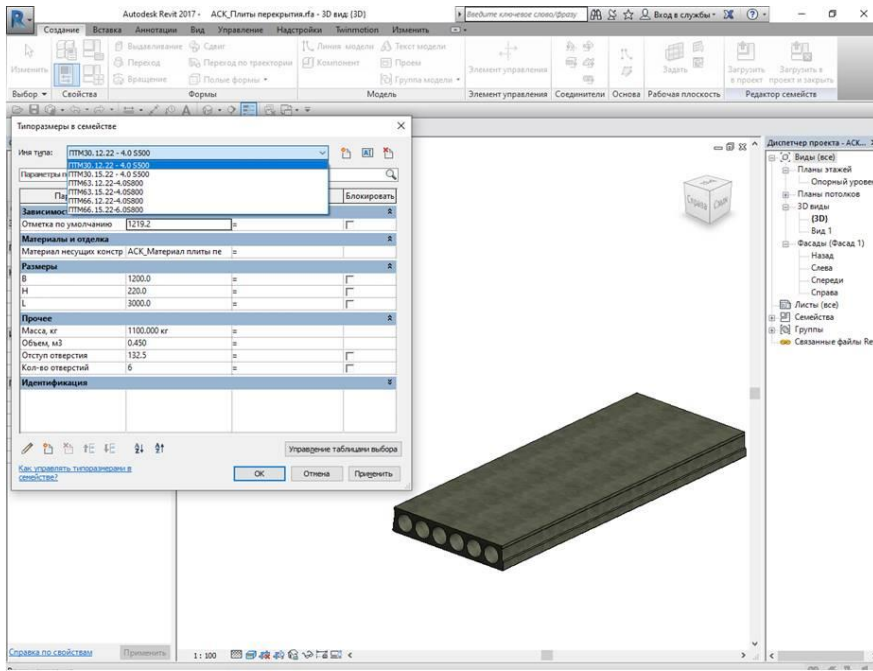 Autodesk Revit 2017 - АСК_Плиты перекрытия.rfa - 3D вид: {3D}
Введите ключевое слово/фразу
Вход в службы
Создание Вставка Аннотации Вид Управление Надстройки Twinmotion Изменить
Изменить
Выдавливание Сдвиг
Переход Переход по траектории
Вращение Полые формы
Линия модели Текст модели
Компонент Проем
Группа модели
Элемент управления
Задать
Загрузить в проект
Загрузить в проект и закрыть
Выбор Свойства Формы Модель Элемент управления Соединители Основа Рабочая плоскость Редактор семейств
Типоразмеры в семействе
Имя типа: ПТМ30.12.22 - 4.0 S500
ПТМ30.12.22 - 4.0 S500
ПТМ30.15.22 - 4.0 S500
ПТМ63.12.22-4.0S800
ПТМ63.15.22-4.0S800
ПТМ66.12.22-4.0S800
ПТМ66.15.22-6.0S800
Блокировать
Отметка по умолчанию 1219.2 =
Материалы и отделка
Материал несущих констр АСК_Материал плиты пе =
Размеры
B 1200.0 =
H 220.0 =
L 3000.0 =
Прочее
Масса, кг 1100.000 кг =
Объем, м3 0.450 =
Отступ отверстия 132.5 =
Кол-во отверстий 6 =
Идентификация
Управление таблицами выбора
Как управлять типоразмерами в семействе?
ОК Отмена Применить
Справа
Диспетчер проекта - АСК...
Виды (все)
Планы этажей
Опорный уровен
Планы потолков
3D виды
{3D}
Вид 1
Фасады (Фасад 1)
Назад
Слева
Спереди
Справа
Листы (все)
Семейства
Группы
Связанные файлы Re
Справка по свойствам Применить
1 : 100